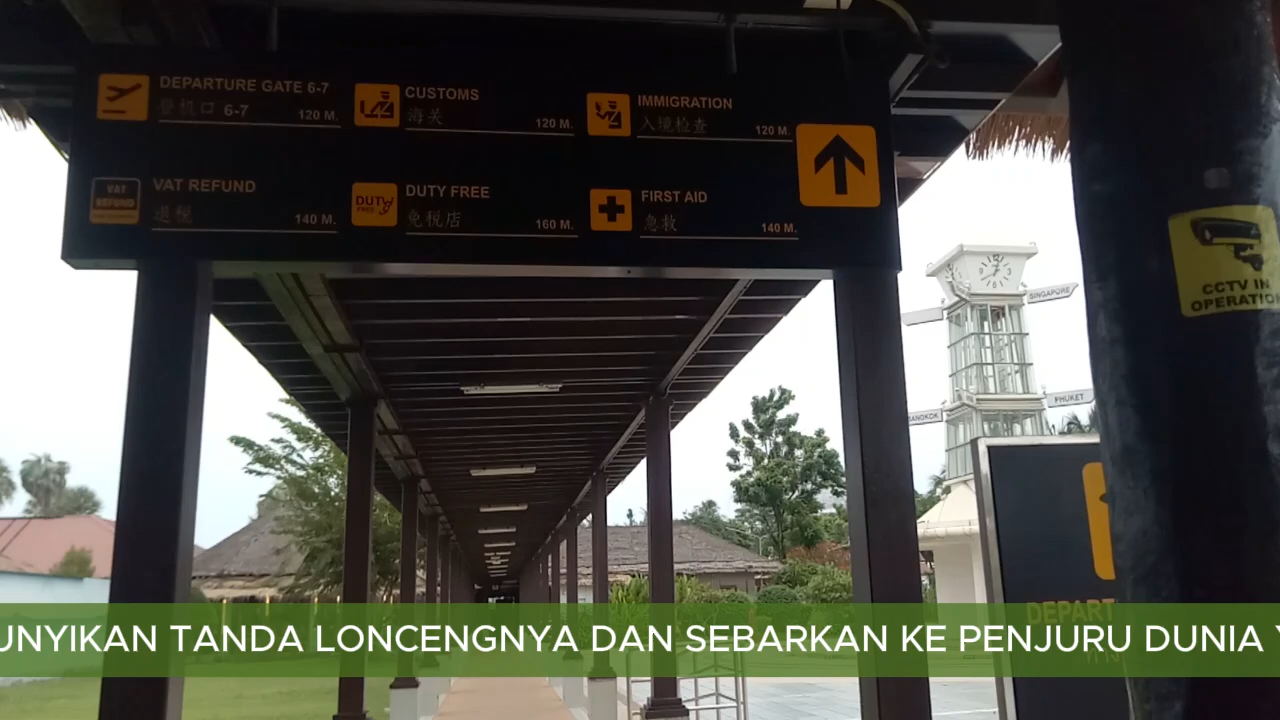 DEPARTURE GATE 6-7
登机口 6-7
120 M.
CUSTOMS
海关
120 M.
IMMIGRATION
入境检查
120 M.
VAT
REFUND
VAT REFUND
退税
140 M.
DUTY
FREE
DUTY FREE
免税店
160 M.
FIRST AID
急救
140 M.
SINGAPORE
PHUKET
BANGKOK
CCTV IN
OPERATION
DEPART
UNYIKAN TANDA LONCENGNYA DAN SEBARKAN KE PENJURU DUNIA